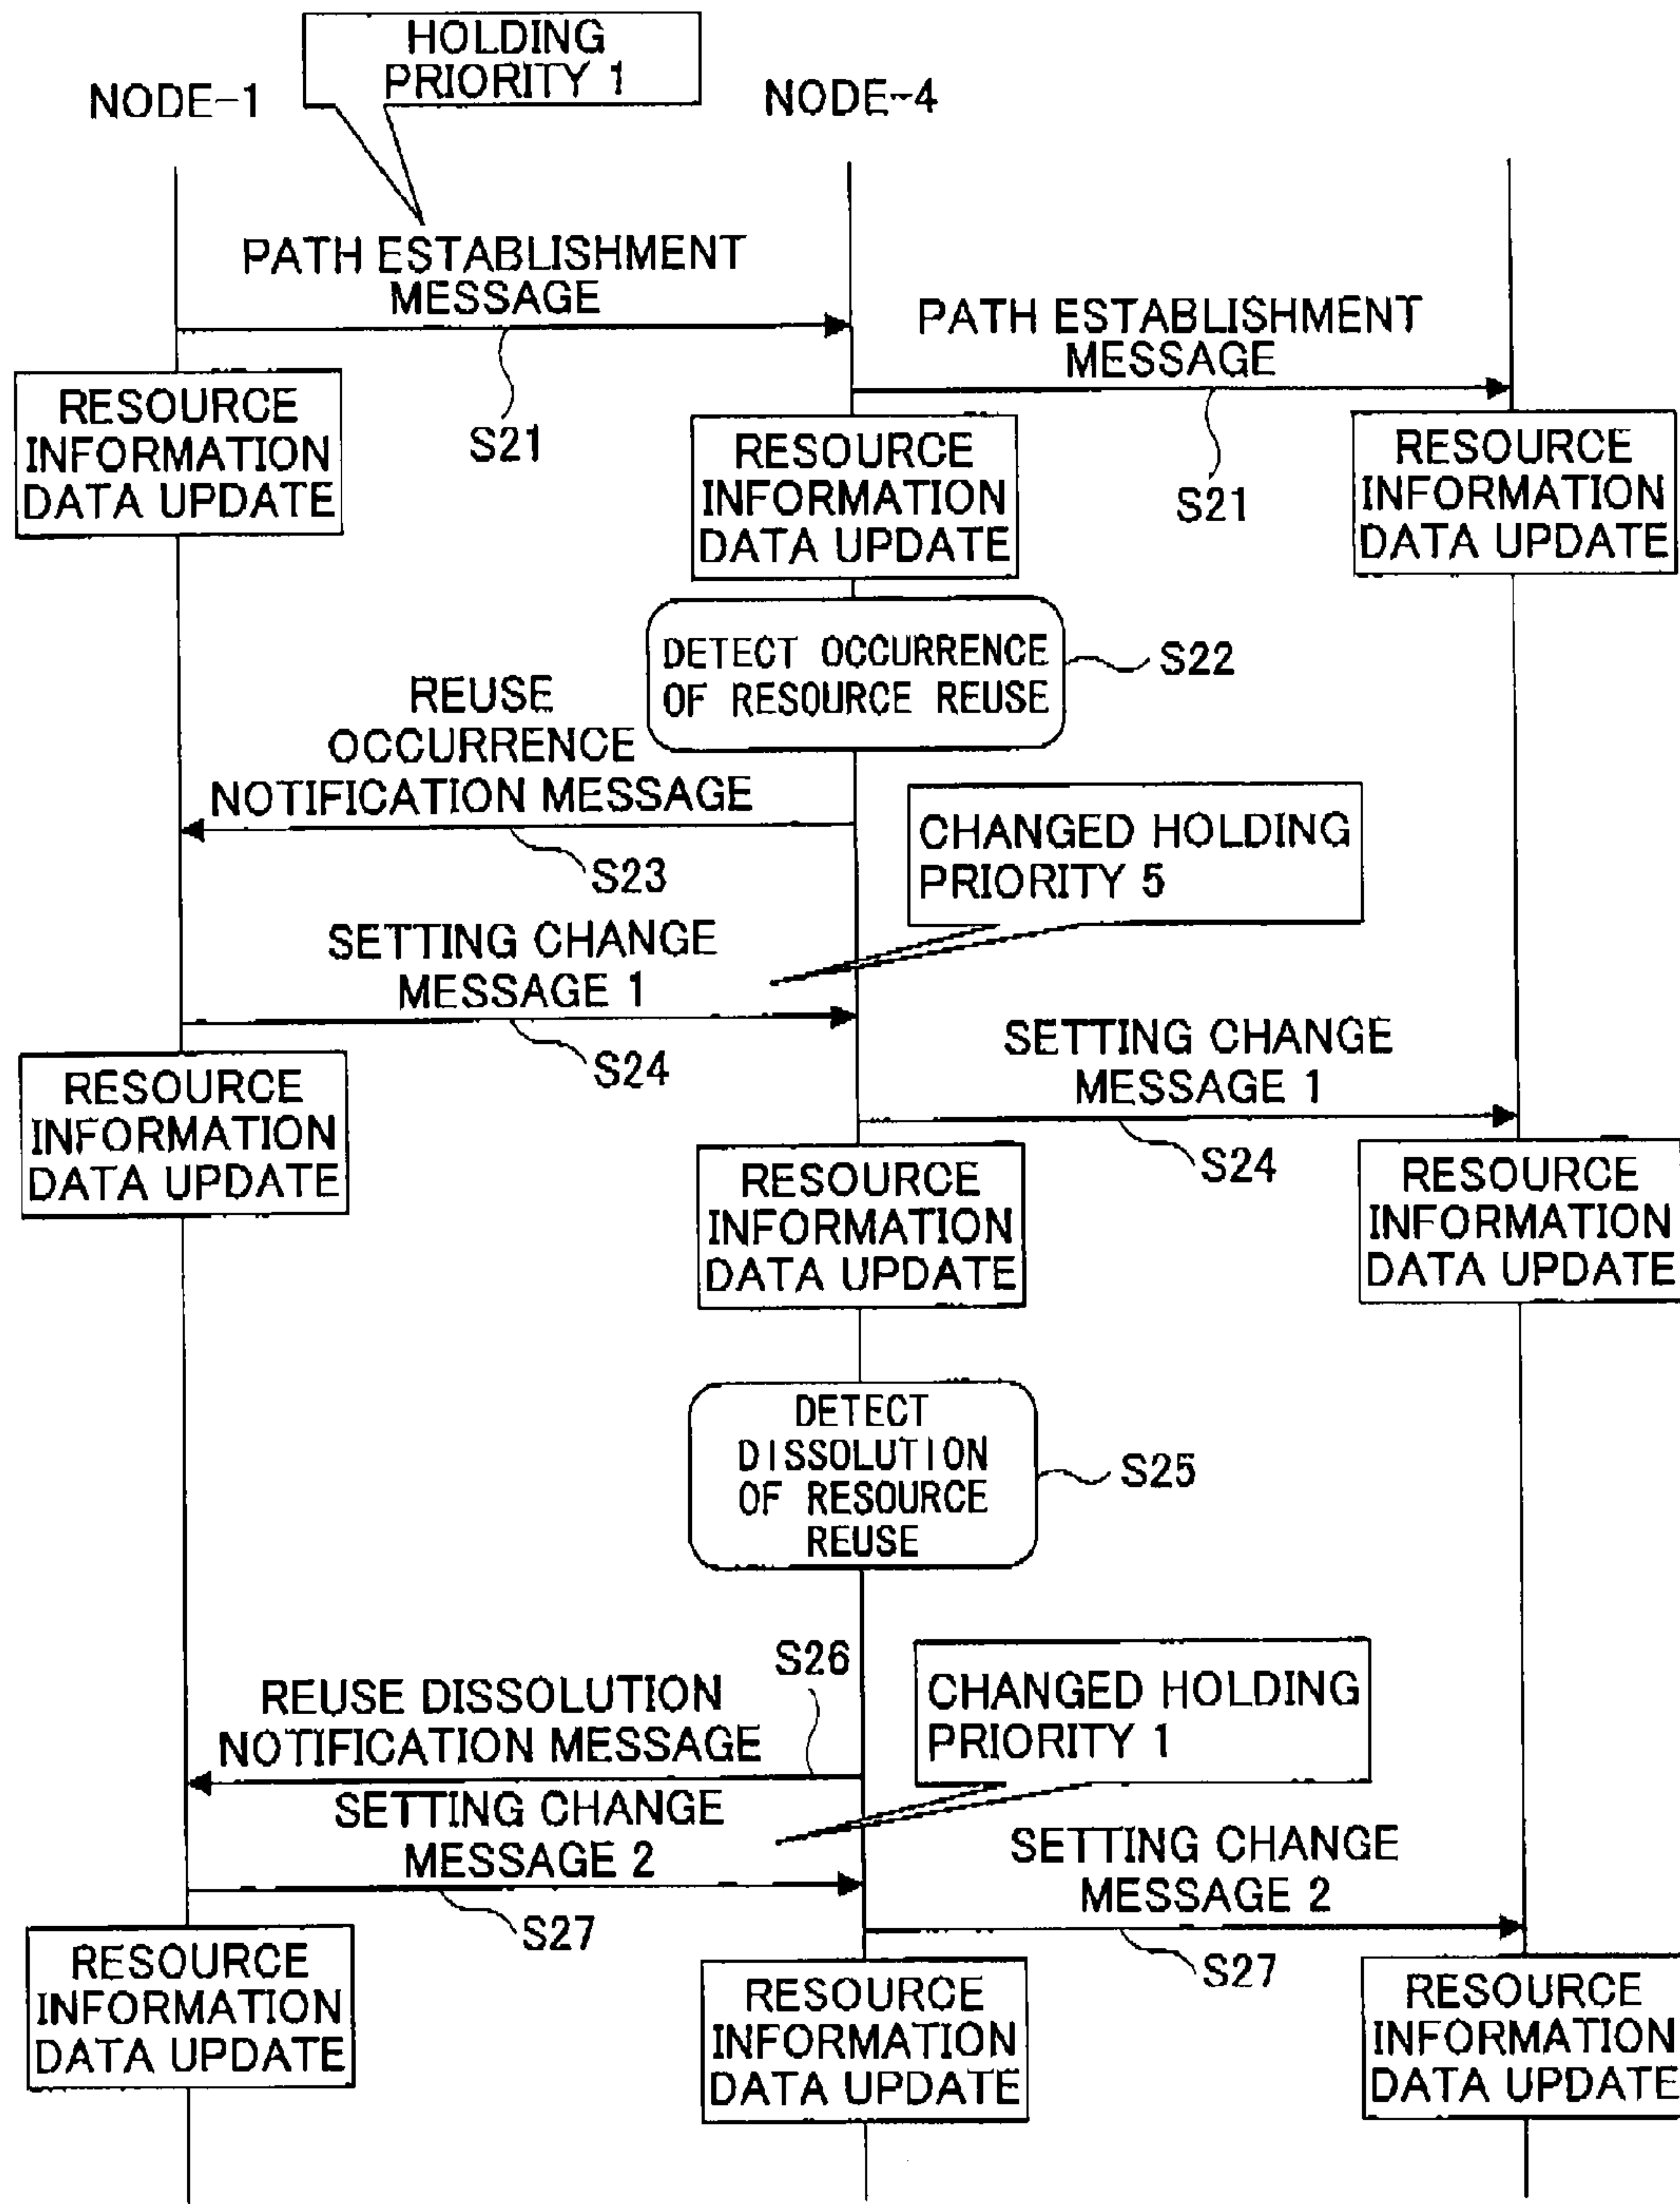 HOLDING
PRIORITY 1
NODE-1
NODE-4
PATH ESTABLISHMENT
MESSAGE
S21
PATH ESTABLISHMENT
MESSAGE
S21
RESOURCE
INFORMATION
DATA UPDATE
RESOURCE
INFORMATION
DATA UPDATE
RESOURCE
INFORMATION
DATA UPDATE
DETECT OCCURRENCE
OF RESOURCE REUSE
S22
REUSE
OCCURRENCE
NOTIFICATION MESSAGE
S23
CHANGED HOLDING
PRIORITY 5
SETTING CHANGE
MESSAGE 1
S24
SETTING CHANGE
MESSAGE 1
S24
RESOURCE
INFORMATION
DATA UPDATE
RESOURCE
INFORMATION
DATA UPDATE
RESOURCE
INFORMATION
DATA UPDATE
DETECT
DISSOLUTION
OF RESOURCE
REUSE
S25
S26
REUSE DISSOLUTION
NOTIFICATION MESSAGE
CHANGED HOLDING
PRIORITY 1
SETTING CHANGE
MESSAGE 2
S27
SETTING CHANGE
MESSAGE 2
S27
RESOURCE
INFORMATION
DATA UPDATE
RESOURCE
INFORMATION
DATA UPDATE
RESOURCE
INFORMATION
DATA UPDATE